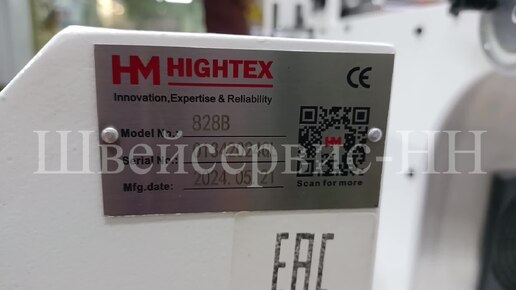 HM HIGHTEX
CE
Innovation,Expertise & Reliability
Model No.: 828B
Serial No.:
Mfg.date: 2024.05.21
HM
Scan for more
Швейсервис-НН
EAC